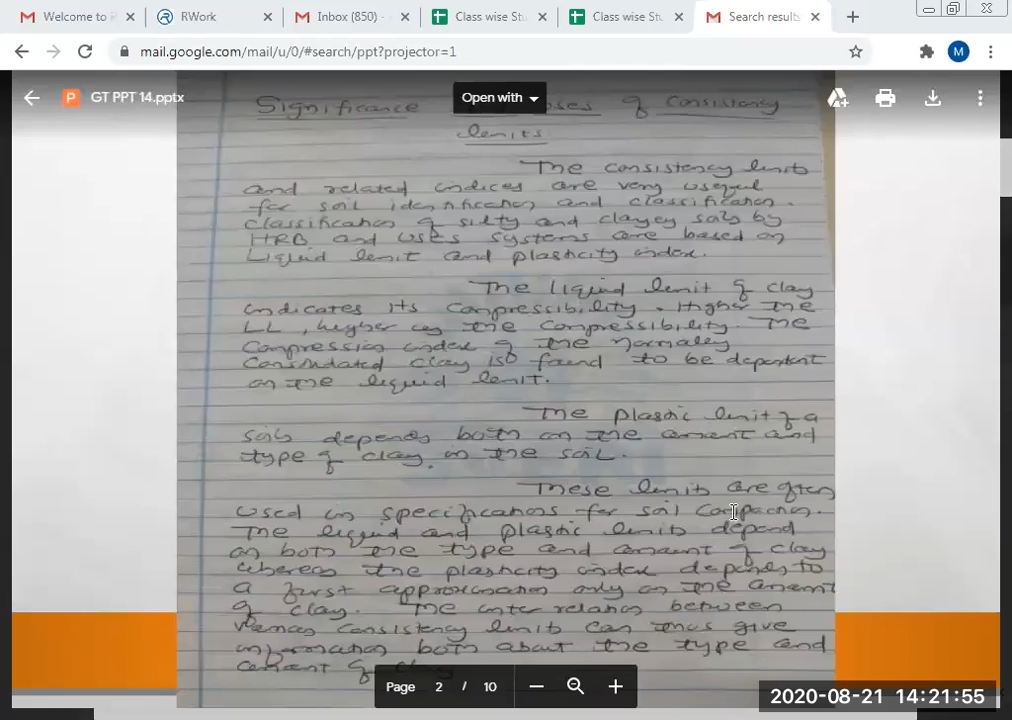 Welcome to R
RWork
Inbox (850) -
Class wise Stu
Class wise Stu
Search results
mail.google.com/mail/u/0/#search/ppt?projector=1
M
P GT PPT 14.pptx
Open with
Significance oses of Consistency
limits
The consistency limits
and related indices are very useful
for soil identification and classification.
classification of silty and clayey soils by
HRB and USCS systems are based on
Liquid limit and plasticity index.
The liquid limit of clay
indicates its Compressibility. Higher the
LL, higher is the Compressibility. The
Compression index of the normally
Consolidated clay is found to be dependent
on the liquid limit.
The plastic limit of a
soils depends both on the amount and
type of clay in the soil.
These limits are often
used in specifications for soil compaction.
The liquid and plastic limits depend
on both the type and amount of clay
whereas the plasticity index depends to
a first approximation only on the amount
of clay. The inter relation between
various consistency limits can thus give
information both about the type and
amount of clay
Page 2 / 10
2020-08-21 14:21:55